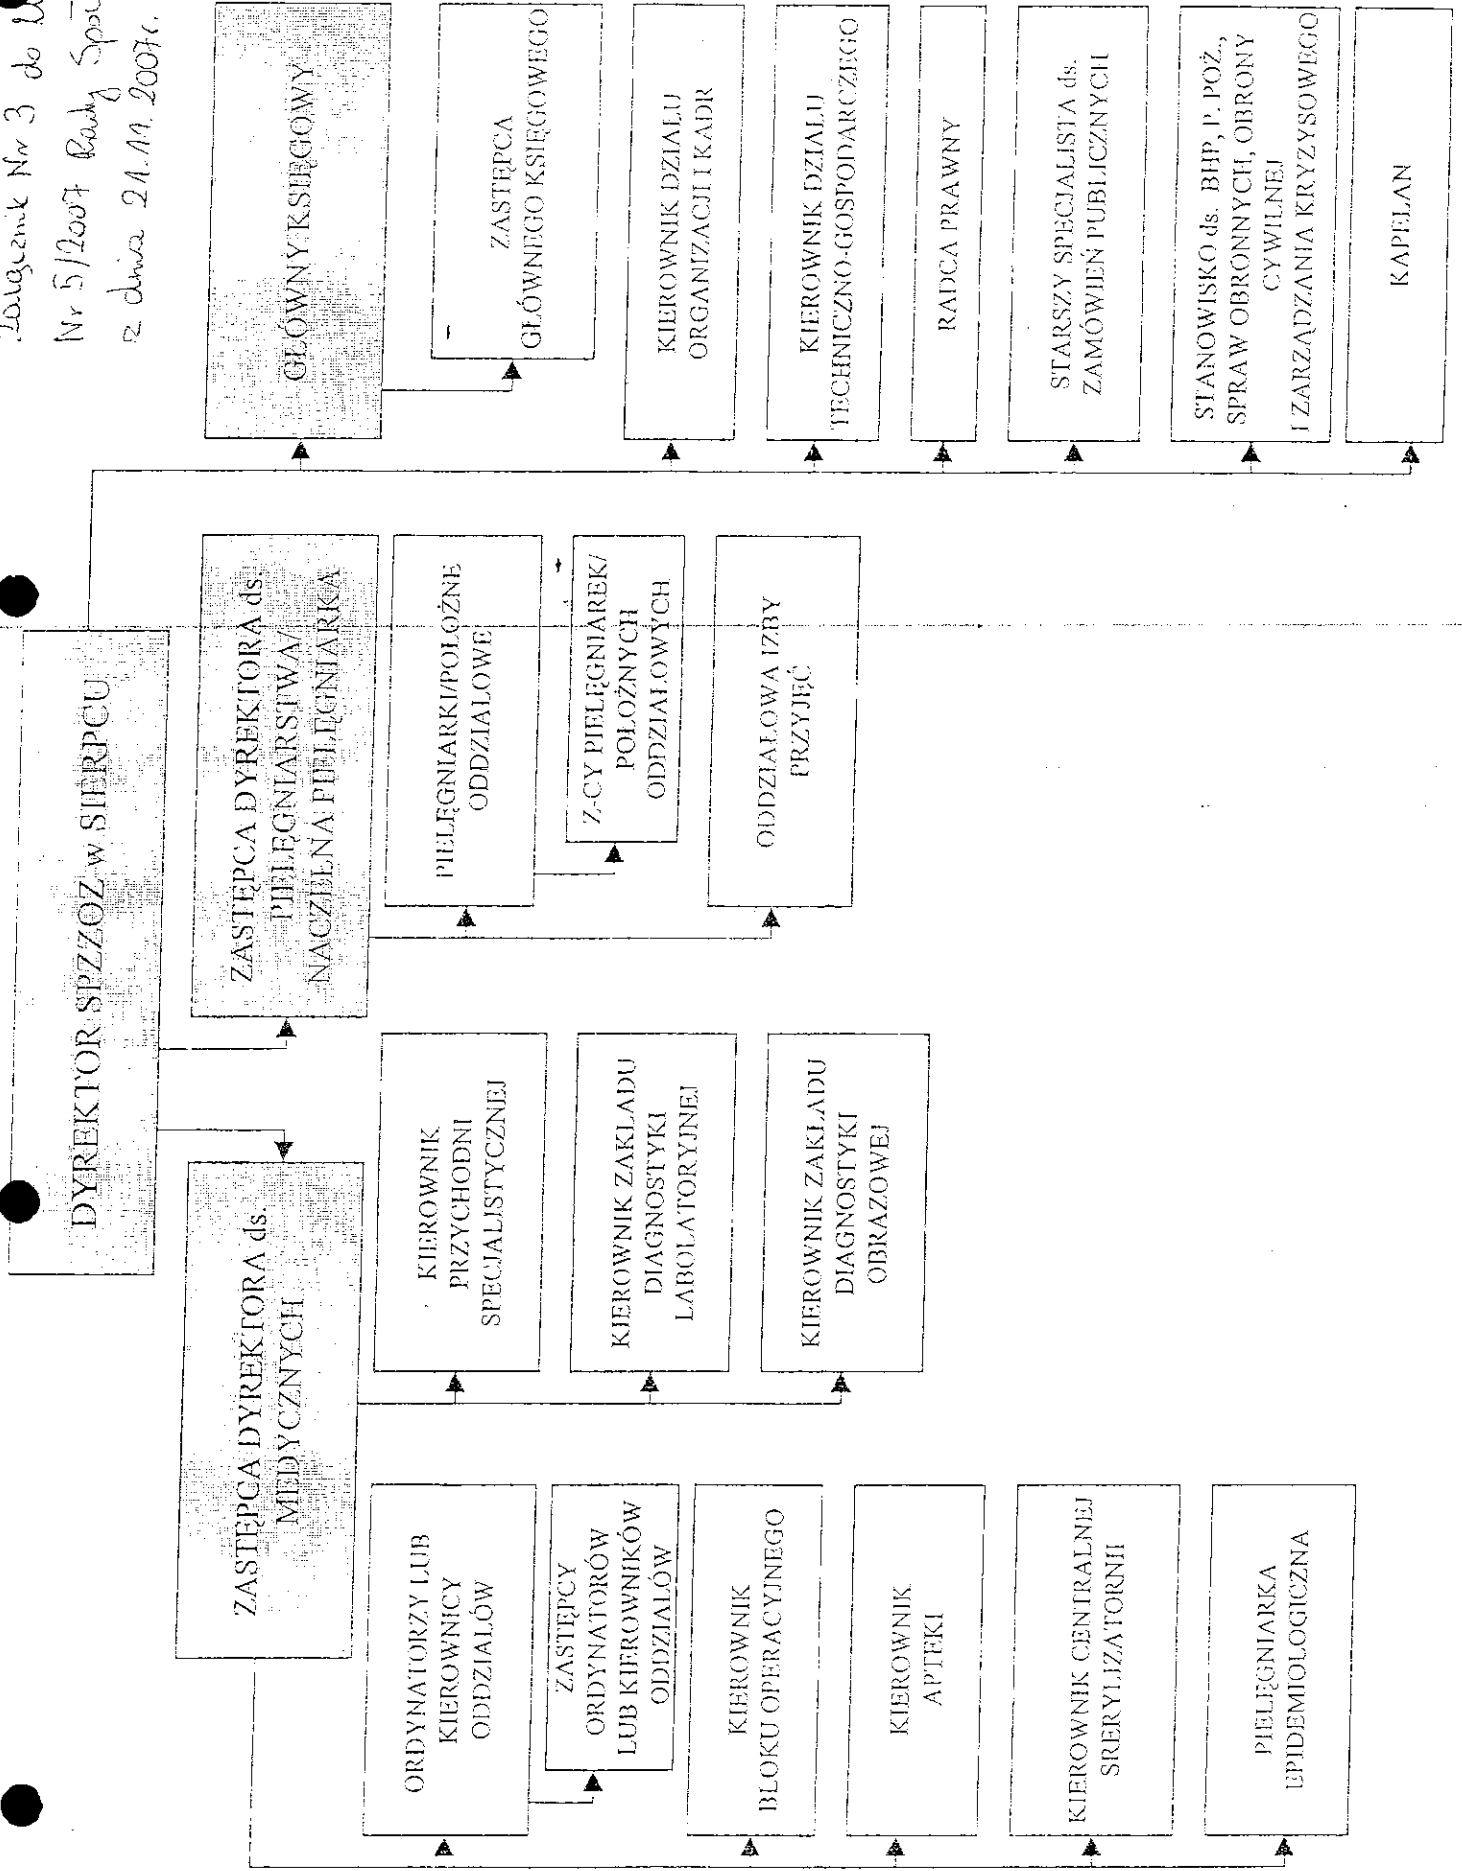 Załącznik Nr 3 do
Nr 5/2007 Rady
z dnia 21.11.2007r.
DYREKTOR SPZZOZ w SIERPCU
ZASTĘPCA DYREKTORA ds.
MEDYCZNYCH
ORDYNATORZY LUB
KIEROWNICY
ODDZIAŁÓW
ZASTĘPCY
ORDYNATORÓW
LUB KIEROWNIKÓW
ODDZIAŁÓW
KIEROWNIK
BLOKU OPERACYJNEGO
KIEROWNIK
APTEKI
KIEROWNIK CENTRALNEJ
SRERYLIZATORNII
PIELĘGNIARKA
EPIDEMIOLOGICZNA
KIEROWNIK
PRZYCHODNI
SPECJALISTYCZNEJ
KIEROWNIK ZAKŁADU
DIAGNOSTYKI
LABOLATORYJNEJ
KIEROWNIK ZAKŁADU
DIAGNOSTYKI
OBRAZOWEJ
ZASTĘPCA DYREKTORA ds.
PIELĘGNIARSTWA/
NACZELNA PIELĘGNIARKA
PIELĘGNIARKI/POŁOŻNE
ODDZIAŁOWE
Z-CY PIELĘGNIAREK/
POŁOŻNYCH
ODDZIAŁOWYCH
ODDZIAŁOWA IZBY
PRZYJĘĆ
GŁÓWNY KSIĘGOWY
ZASTĘPCA
GŁÓWNEGO KSIĘGOWEGO
KIEROWNIK DZIAŁU
ORGANIZACJI I KADR
KIEROWNIK DZIAŁU
TECHNICZNO-GOSPODARCZEGO
RADCA PRAWNY
STARSZY SPECJALISTA ds.
ZAMÓWIEŃ PUBLICZNYCH
STANOWISKO ds. BHP, P. POŻ.,
SPRAW OBRONNYCH, OBRONY
CYWILNEJ
I ZARZĄDZANIA KRYZYSOWEGO
KAPELAN